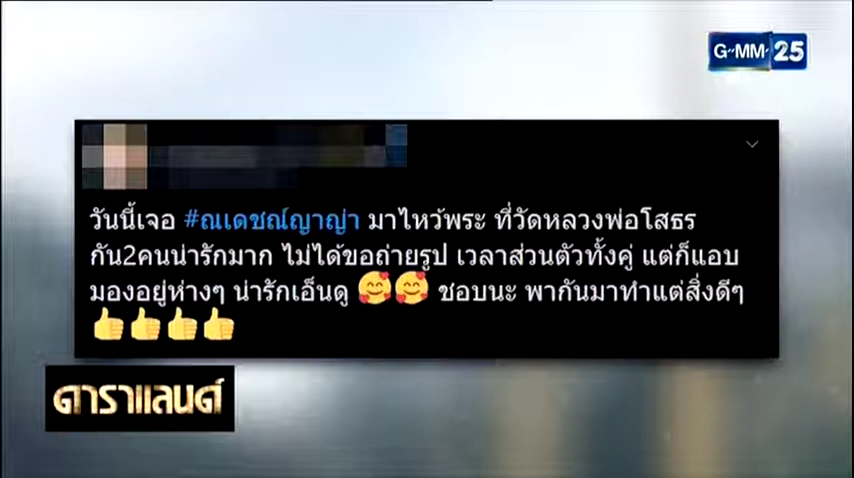 GMM 25
วันนี้เจอ #ณเดชณ์ญาญ่า มาไหว้พระ ที่วัดหลวงพ่อโสธร
กัน2คนน่ารักมาก ไม่ได้ขอถ่ายรูป เวลาส่วนตัวทั้งคู่ แต่ก็แอบ
มองอยู่ห่างๆ น่ารักเอ็นดู 🥰🥰 ชอบนะ พากันมาทำแต่สิ่งดีๆ
👍👍👍👍
ดาราแลนด์